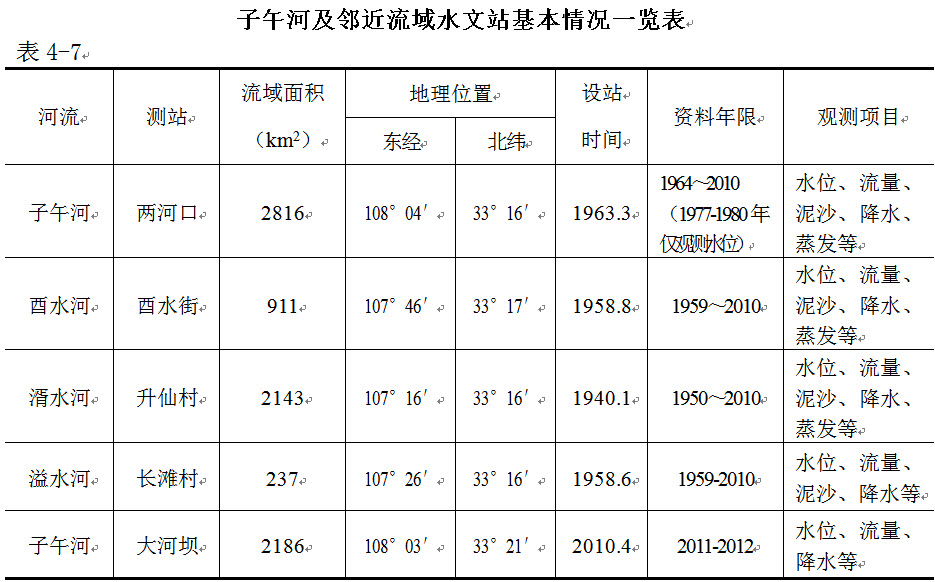 子午河及邻近流域水文站基本情况一览表
表 4-7
河流 测站 流域面积（km²） 地理位置 设站时间 资料年限 观测项目
东经 北纬
子午河 两河口 2816 108°04′ 33°16′ 1963.3 1964～2010（1977-1980年仅观测水位） 水位、流量、泥沙、降水、蒸发等
酉水河 酉水街 911 107°46′ 33°17′ 1958.8 1959～2010 水位、流量、泥沙、降水、蒸发等
湑水河 升仙村 2143 107°16′ 33°16′ 1940.1 1950～2010 水位、流量、泥沙、降水、蒸发等
溢水河 长滩村 237 107°26′ 33°16′ 1958.6 1959-2010 水位、流量、泥沙、降水等
子午河 大河坝 2186 108°03′ 33°21′ 2010.4 2011-2012 水位、流量、降水等